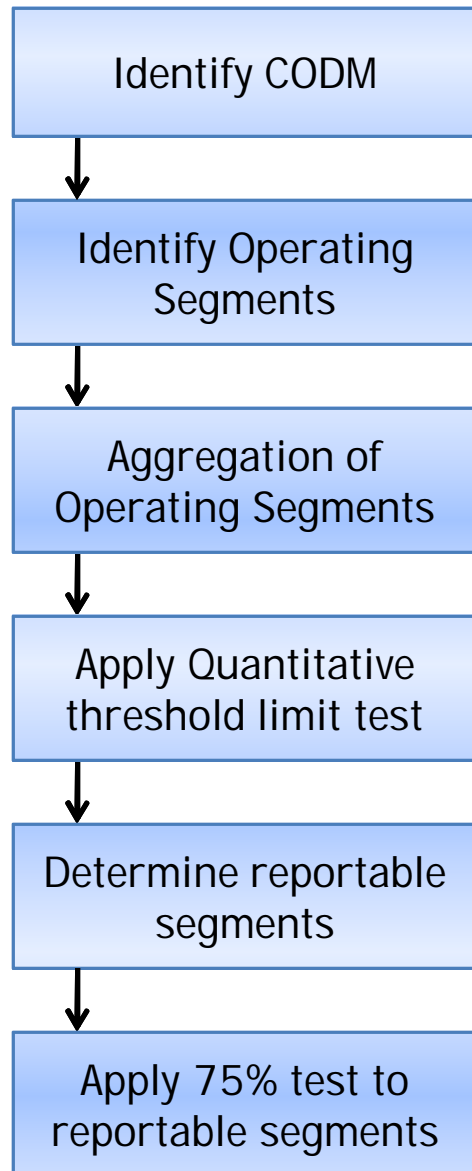 Identify CODM
Identify Operating
Segments
Aggregation of
Operating Segments
Apply Quantitative
threshold limit test
Determine reportable
segments
Apply 75% test to
reportable segments